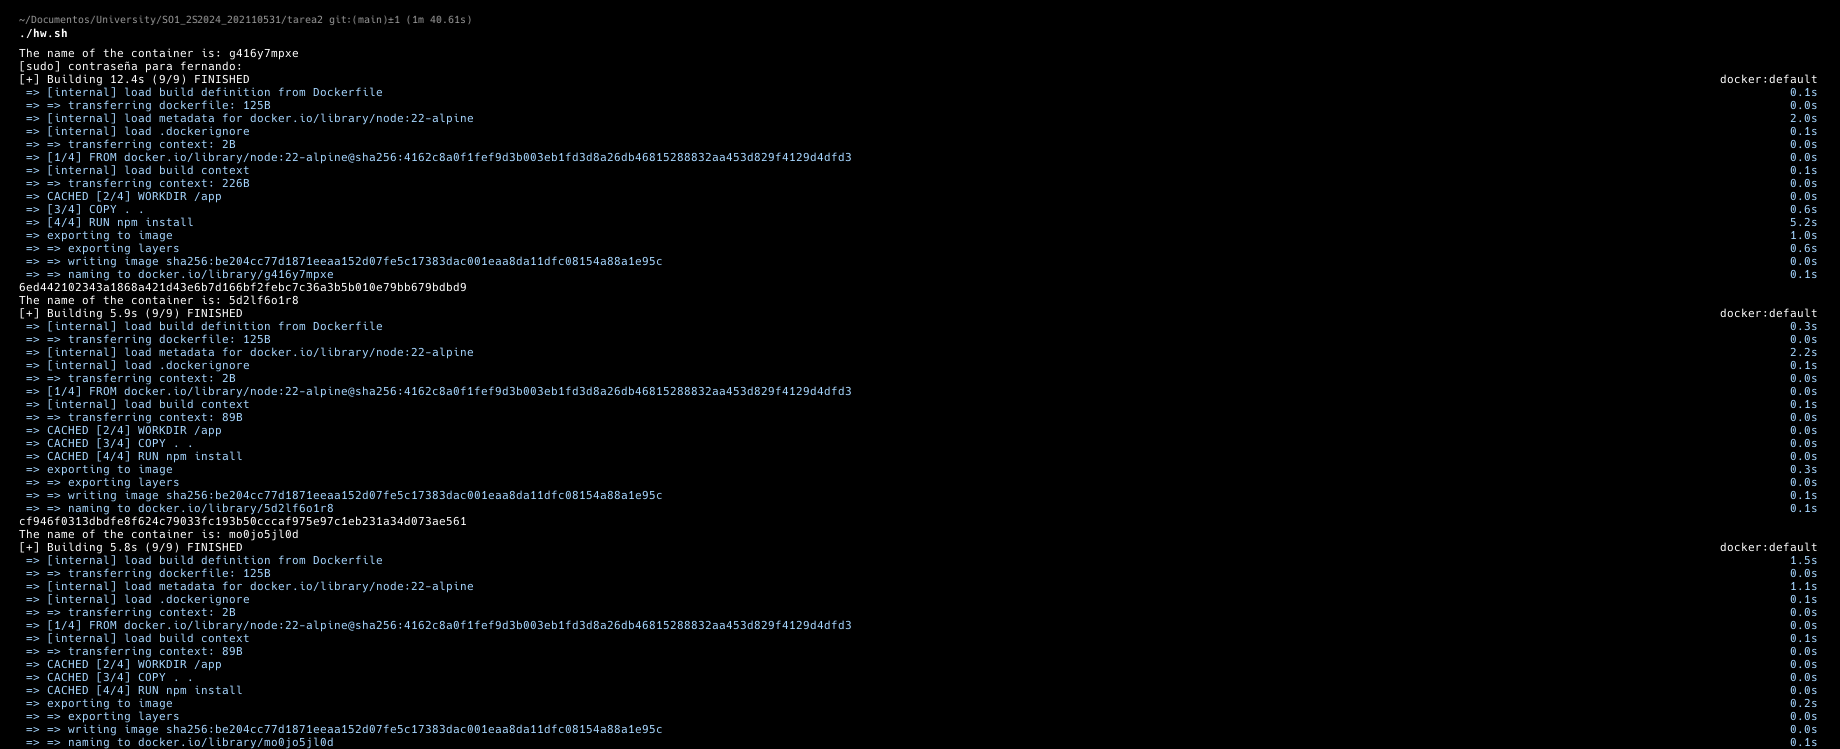 ~/Documentos/University/SO1_2S2024_202110531/tarea2 git:(main)±1 (1m 40.61s)
./hw.sh
The name of the container is: g416y7mpxe
[sudo] contraseña para fernando:
[+] Building 12.4s (9/9) FINISHED docker:default
=> [internal] load build definition from Dockerfile 0.1s
=> => transferring dockerfile: 125B 0.0s
=> [internal] load metadata for docker.io/library/node:22-alpine 2.0s
=> [internal] load .dockerignore 0.1s
=> => transferring context: 2B 0.0s
=> [1/4] FROM docker.io/library/node:22-alpine@sha256:4162c8a0f1fef9d3b003eb1fd3d8a26db46815288832aa453d829f4129d4dfd3 0.0s
=> [internal] load build context 0.1s
=> => transferring context: 226B 0.0s
=> CACHED [2/4] WORKDIR /app 0.0s
=> [3/4] COPY . . 0.6s
=> [4/4] RUN npm install 5.2s
=> exporting to image 1.0s
=> => exporting layers 0.6s
=> => writing image sha256:be204cc77d1871eeaa152d07fe5c17383dac001eaa8da11dfc08154a88a1e95c 0.0s
=> => naming to docker.io/library/g416y7mpxe 0.1s
6ed442102343a1868a421d43e6b7d166bf2febc7c36a3b5b010e79bb679bdbd9
The name of the container is: 5d2lf6o1r8
[+] Building 5.9s (9/9) FINISHED docker:default
=> [internal] load build definition from Dockerfile 0.3s
=> => transferring dockerfile: 125B 0.0s
=> [internal] load metadata for docker.io/library/node:22-alpine 2.2s
=> [internal] load .dockerignore 0.1s
=> => transferring context: 2B 0.0s
=> [1/4] FROM docker.io/library/node:22-alpine@sha256:4162c8a0f1fef9d3b003eb1fd3d8a26db46815288832aa453d829f4129d4dfd3 0.0s
=> [internal] load build context 0.1s
=> => transferring context: 89B 0.0s
=> CACHED [2/4] WORKDIR /app 0.0s
=> CACHED [3/4] COPY . . 0.0s
=> CACHED [4/4] RUN npm install 0.0s
=> exporting to image 0.3s
=> => exporting layers 0.0s
=> => writing image sha256:be204cc77d1871eeaa152d07fe5c17383dac001eaa8da11dfc08154a88a1e95c 0.1s
=> => naming to docker.io/library/5d2lf6o1r8 0.1s
cf946f0313dbdfe8f624c79033fc193b50cccaf975e97c1eb231a34d073ae561
The name of the container is: mo0jo5jl0d
[+] Building 5.8s (9/9) FINISHED docker:default
=> [internal] load build definition from Dockerfile 1.5s
=> => transferring dockerfile: 125B 0.0s
=> [internal] load metadata for docker.io/library/node:22-alpine 1.1s
=> [internal] load .dockerignore 0.1s
=> => transferring context: 2B 0.0s
=> [1/4] FROM docker.io/library/node:22-alpine@sha256:4162c8a0f1fef9d3b003eb1fd3d8a26db46815288832aa453d829f4129d4dfd3 0.0s
=> [internal] load build context 0.1s
=> => transferring context: 89B 0.0s
=> CACHED [2/4] WORKDIR /app 0.0s
=> CACHED [3/4] COPY . . 0.0s
=> CACHED [4/4] RUN npm install 0.0s
=> exporting to image 0.2s
=> => exporting layers 0.0s
=> => writing image sha256:be204cc77d1871eeaa152d07fe5c17383dac001eaa8da11dfc08154a88a1e95c 0.0s
=> => naming to docker.io/library/mo0jo5jl0d 0.1s